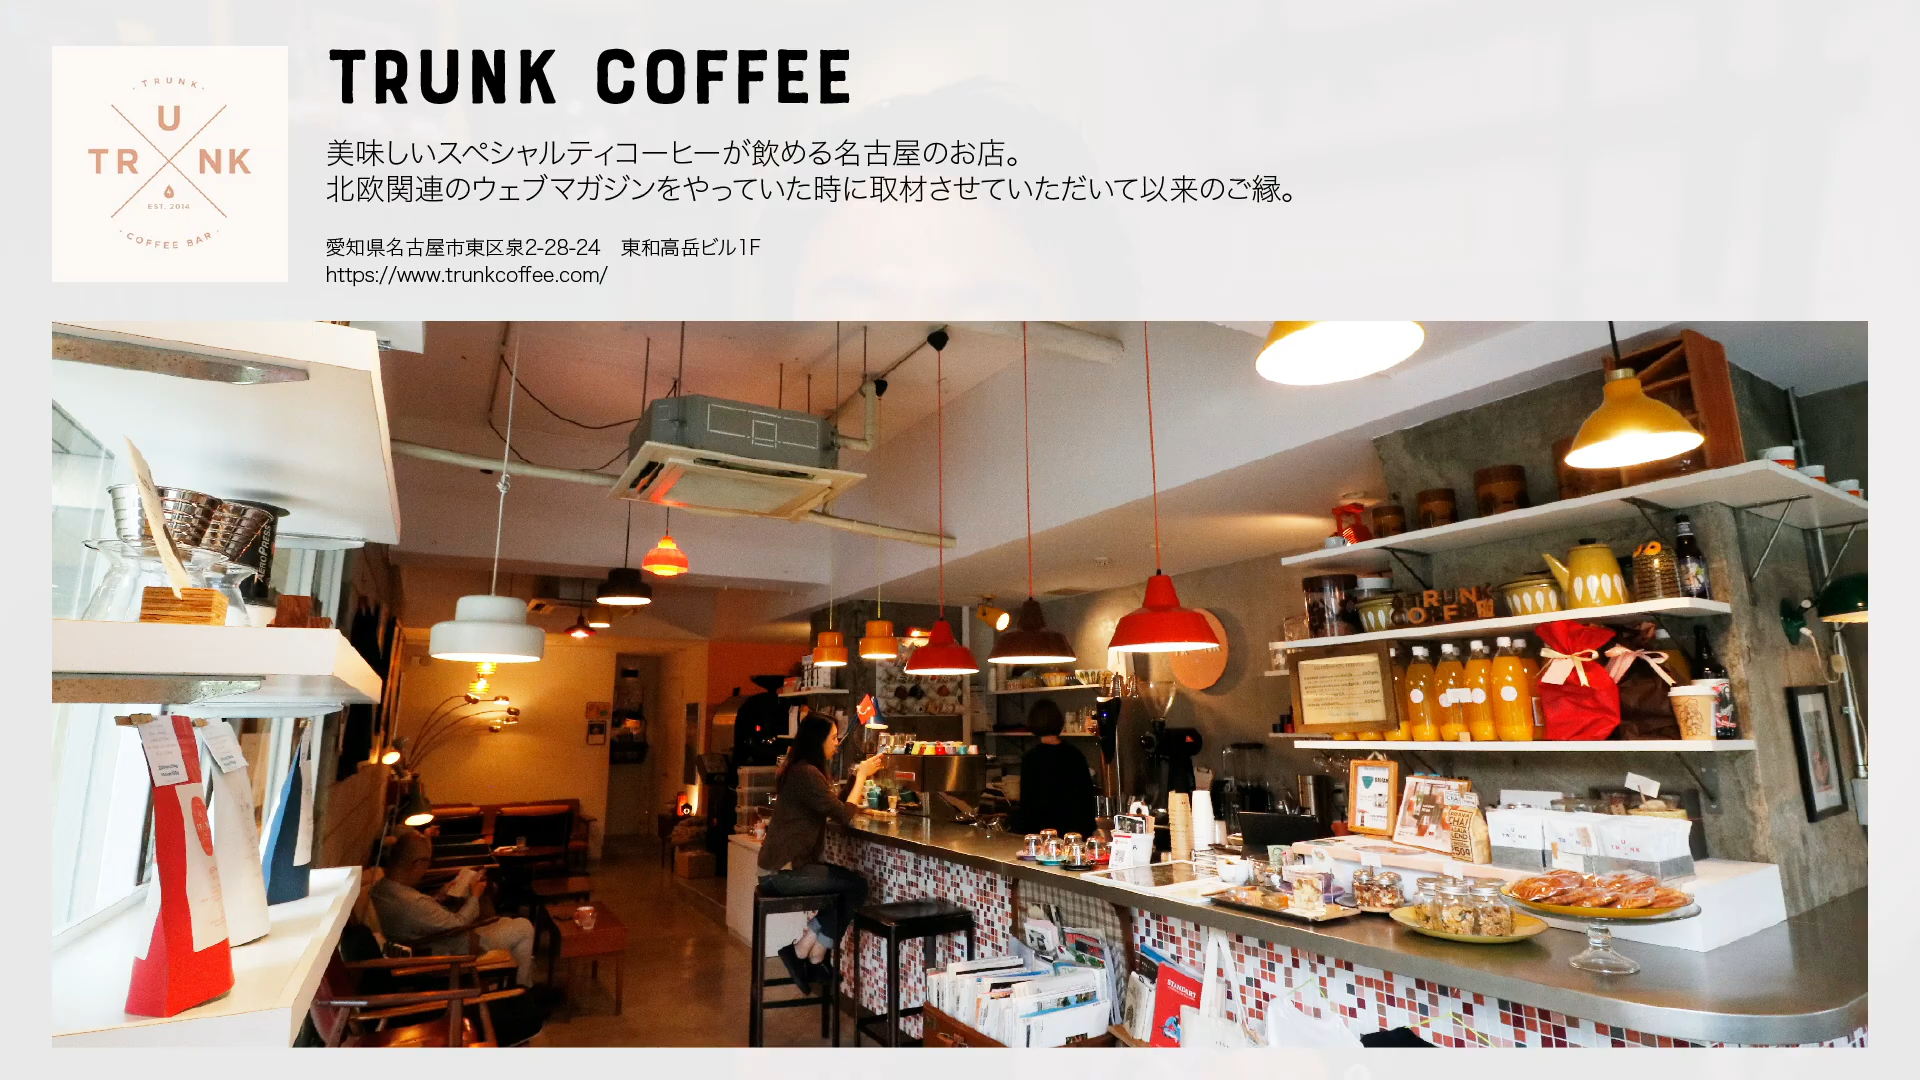 TRUNK COFFEE
美味しいスペシャルティコーヒーが飲める名古屋のお店。
北欧関連のウェブマガジンをやっていた時に取材させていただいて以来のご縁。
愛知県名古屋市東区泉2-28-24　東和高岳ビル1F
https://www.trunkcoffee.com/
・TRUNK・
U
TR NK
EST. 2014
・COFFEE BAR・
AEROPRESS
TRUNK
CHAI
STANDART